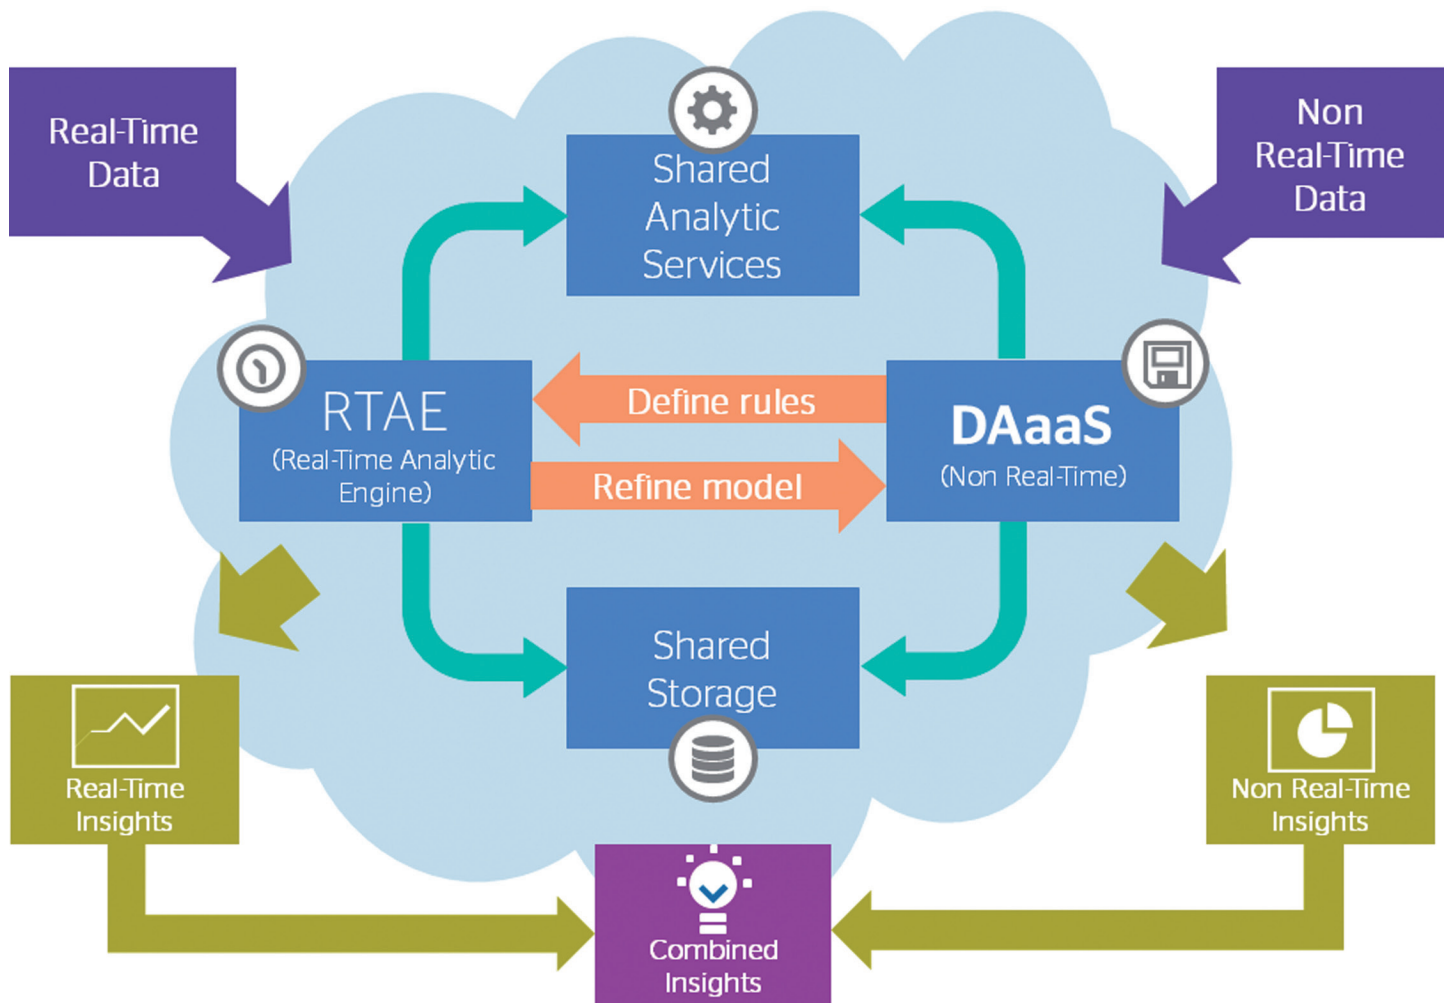 Real-Time
Data
Non
Real-Time
Data
Shared
Analytic
Services
RTAE
(Real-Time Analytic
Engine)
Define rules
Refine model
DAaaS
(Non Real-Time)
Shared
Storage
Real-Time
Insights
Non Real-Time
Insights
Combined
Insights